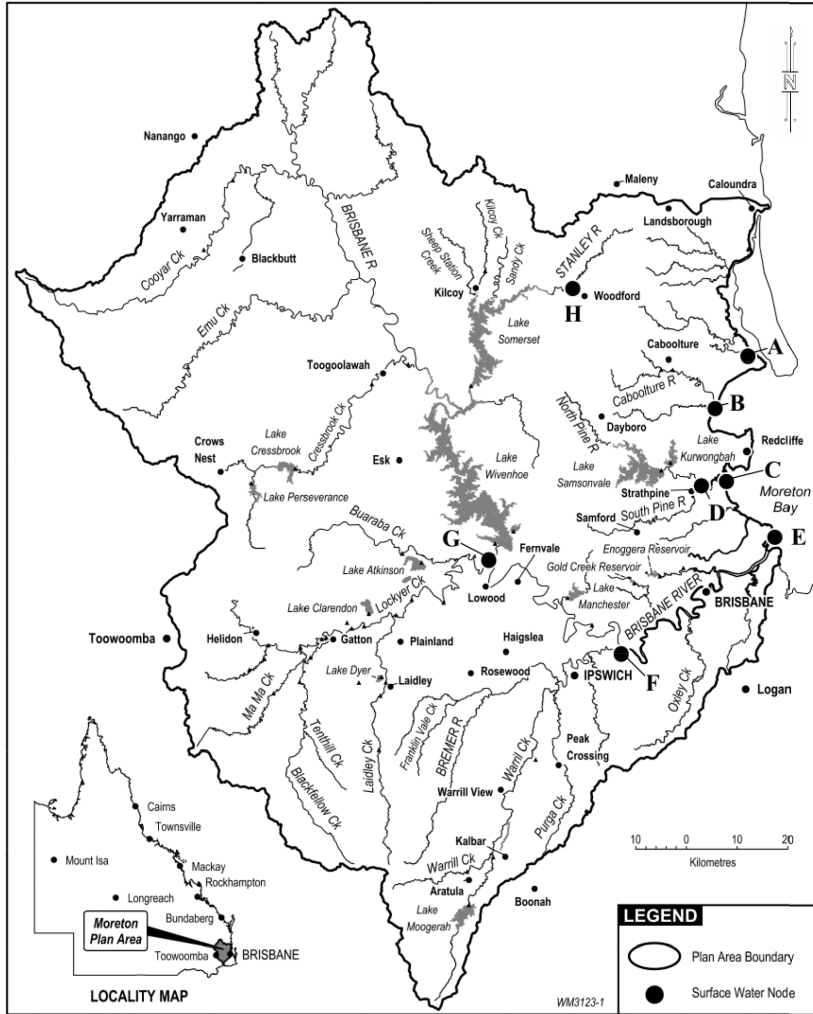 N
Nanango
Maleny
Caloundra
Landsborough
Yarraman
Cooyar Ck
Blackbutt
BRISBANE R
Kilcoy Ck
Sheep Station
Creek
Sandy Ck
STANLEY R
Kilcoy
Woodford
H
Emu Ck
Lake
Somerset
A
Caboolture
Toogoolawah
Caboolture R
B
North Pine R
Dayboro
Cressbrook Ck
Lake
Cressbrook
Crows
Nest
Esk
Lake
Wivenhoe
Lake
Kurwongbah
Redcliffe
Lake
Samsonvale
C
Lake Perseverance
Strathpine
D
Moreton
Bay
South Pine R
Samford
Buaraba Ck
G
Fernvale
Enoggera Reservoir
E
Gold Creek Reservoir
Lake Atkinson
Lockyer Ck
Lowood
Lake
Manchester
BRISBANE RIVER
BRISBANE
Lake Clarendon
Toowoomba
Helidon
Gatton
Plainland
Haigslea
Lake Dyer
Laidley
Rosewood
IPSWICH
F
Oxley Ck
Logan
Ma Ma Ck
Tenthill Ck
Laidley Ck
Franklin Vale Ck
BREMER R
Warril Ck
Peak
Crossing
Blackfellow Ck
Warrill View
Purga Ck
Kalbar
Warrill Ck
Aratula
Boonah
Lake
Moogerah
10 0 10 20
Kilometres
Cairns
Townsville
Mount Isa
Mackay
Rockhampton
Longreach
Bundaberg
Moreton
Plan Area
Toowoomba
BRISBANE
LOCALITY MAP
WM3123-1
LEGEND
Plan Area Boundary
Surface Water Node